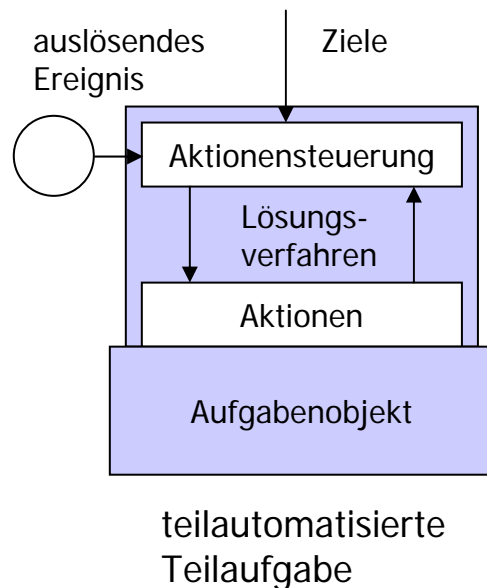 auslösendes
Ereignis
Ziele
Aktionensteuerung
Lösungs-
verfahren
Aktionen
Aufgabenobjekt
teilautomatisierte
Teilaufgabe